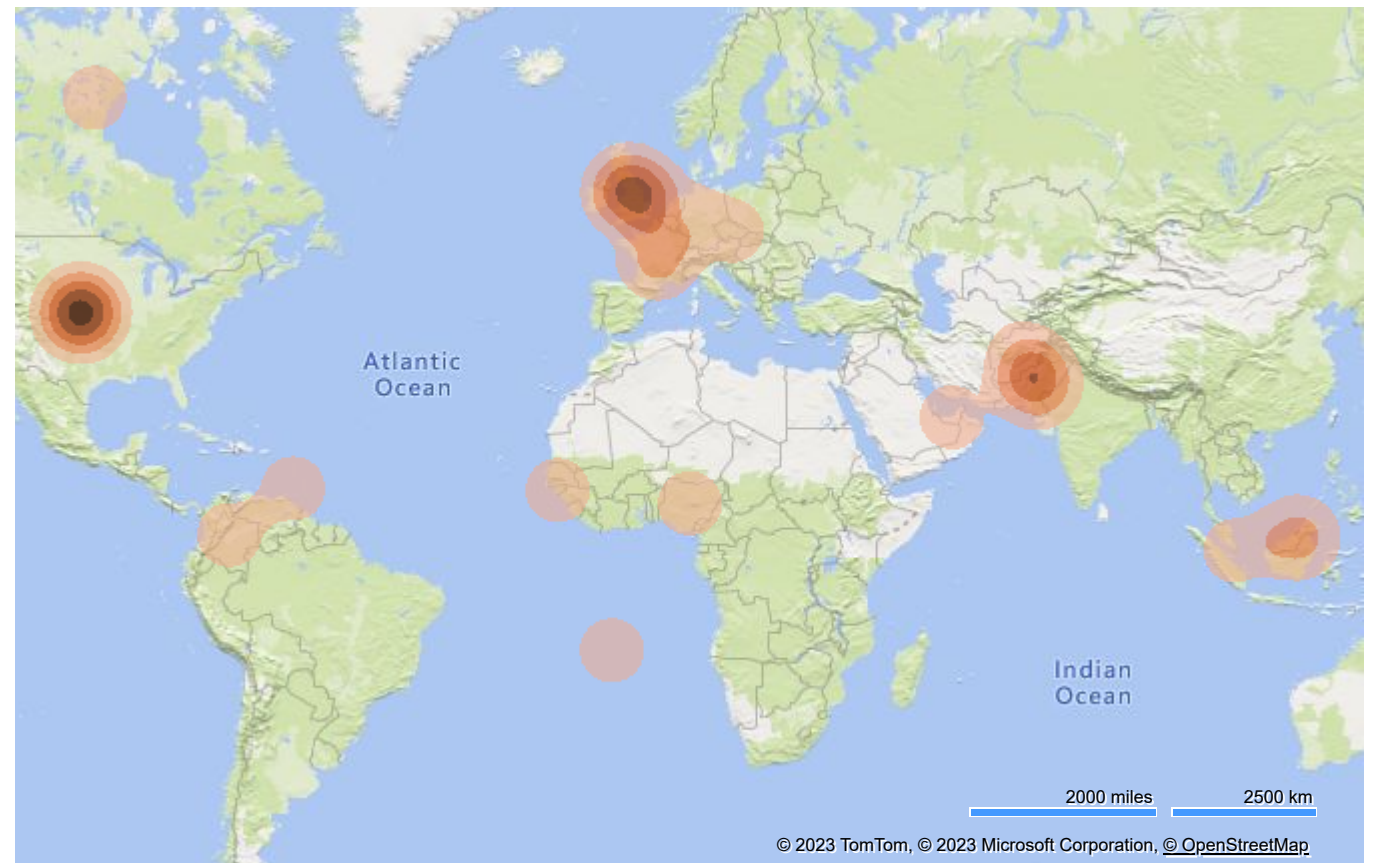 Atlantic
Ocean
Indian
Ocean
2000 miles
2500 km
© 2023 TomTom, © 2023 Microsoft Corporation, © OpenStreetMap